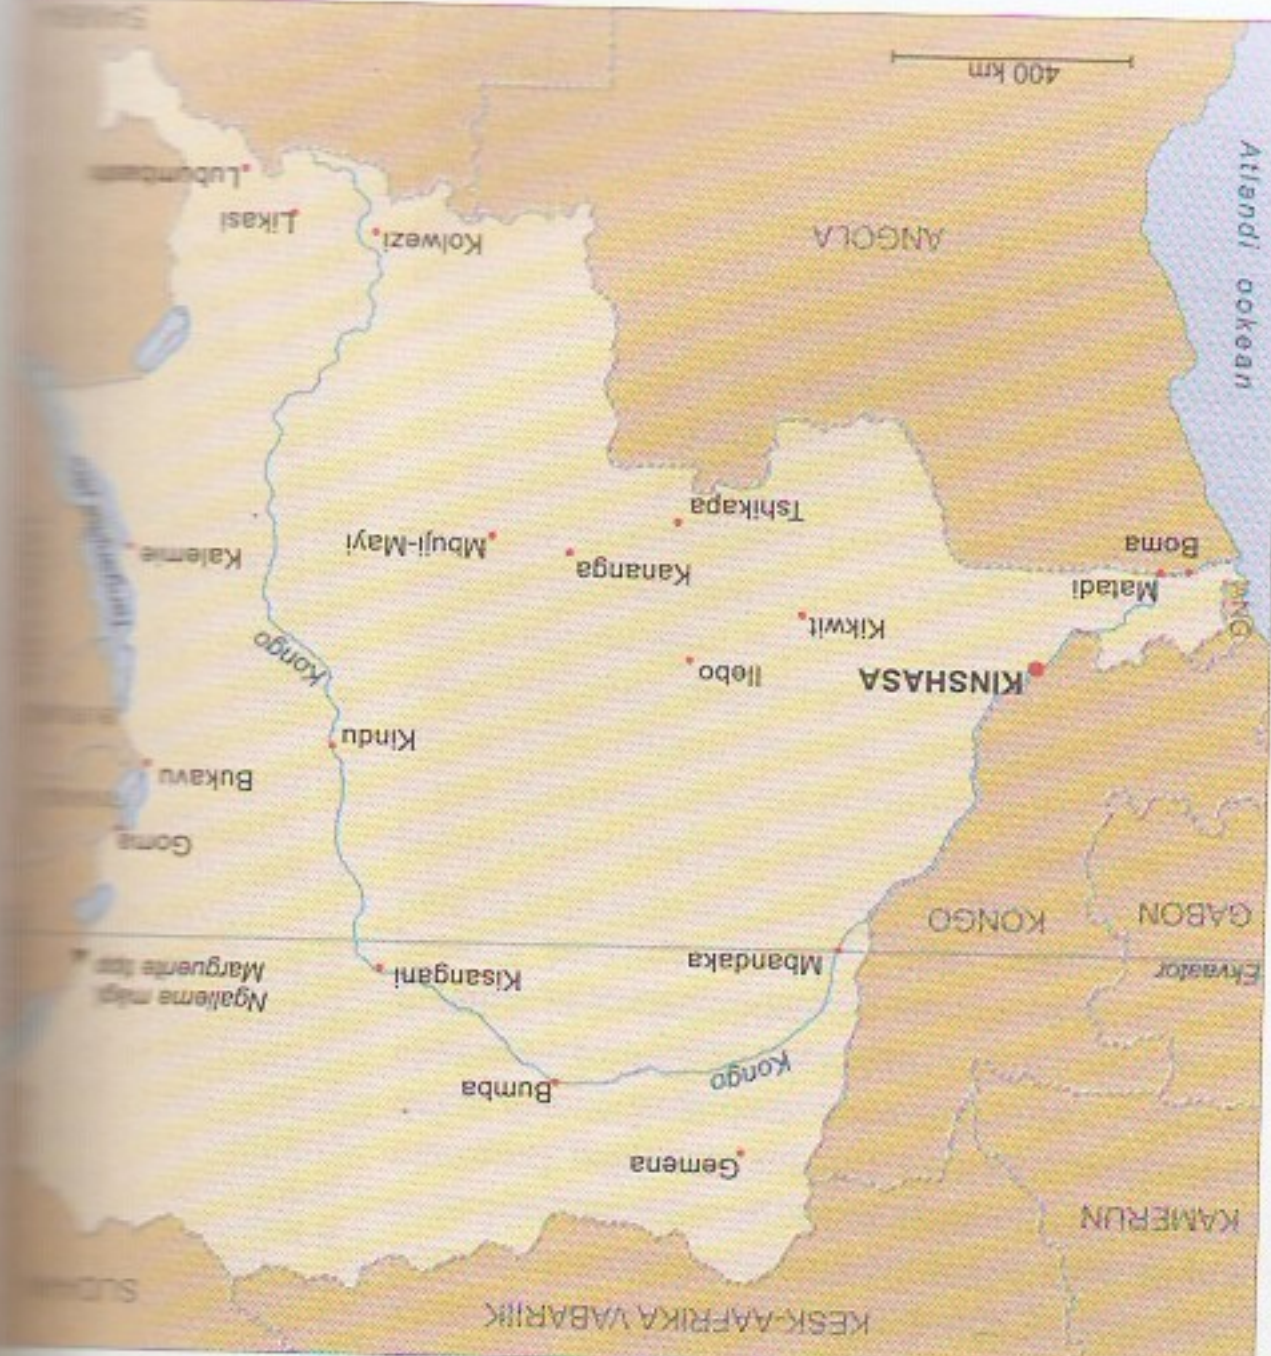 KESK-AAFRIKA VABARIIK
KAMERUN
Gemena
Kongo
Bumba
Ngaliema mägi
Marguerite tipp
Ekvaator
Mbandaka
Kisangani
GABON
KONGO
Goma
Bukavu
Kindu
KINSHASA
Ilebo
Kongo
Kikwit
Matadi
Kananga
Boma
Mbuji-Mayi
Kalemie
Tshikapa
Atlandi ookean
ANGOLA
Kolwezi
Likasi
Lubumbashi
400 km